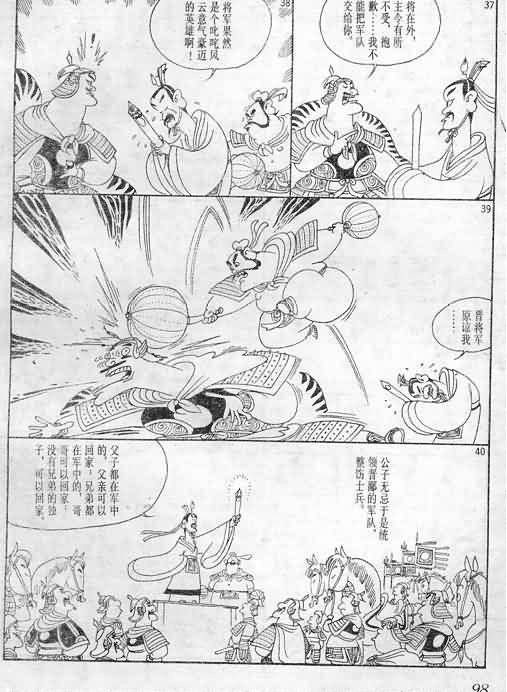 37
将在外，
主令有所
不受，抱
歉……我不
能把军队
交给你。
38
将军果然
是个叱咤风
云意气豪迈
的英雄啊！
39
晋将军
原谅我
……
40
公子无忌于是统
领晋鄙的军队，
整饬士兵。
父子都在军中
的，父亲可以
回家；兄弟都
在军中的，哥
哥可以回家；
没有兄弟的独
子，可以回家。
98